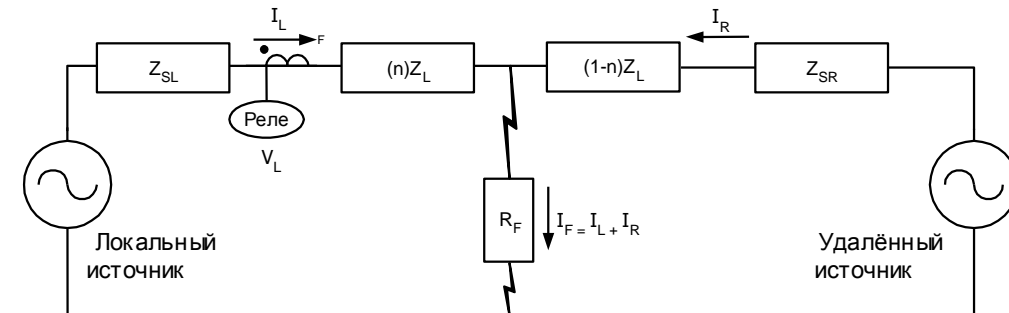 I_L
F
I_R
Z_SL
(n)Z_L
(1-n)Z_L
Z_SR
Реле
V_L
R_F
I_F = I_L + I_R
Локальный
источник
Удалённый
источник